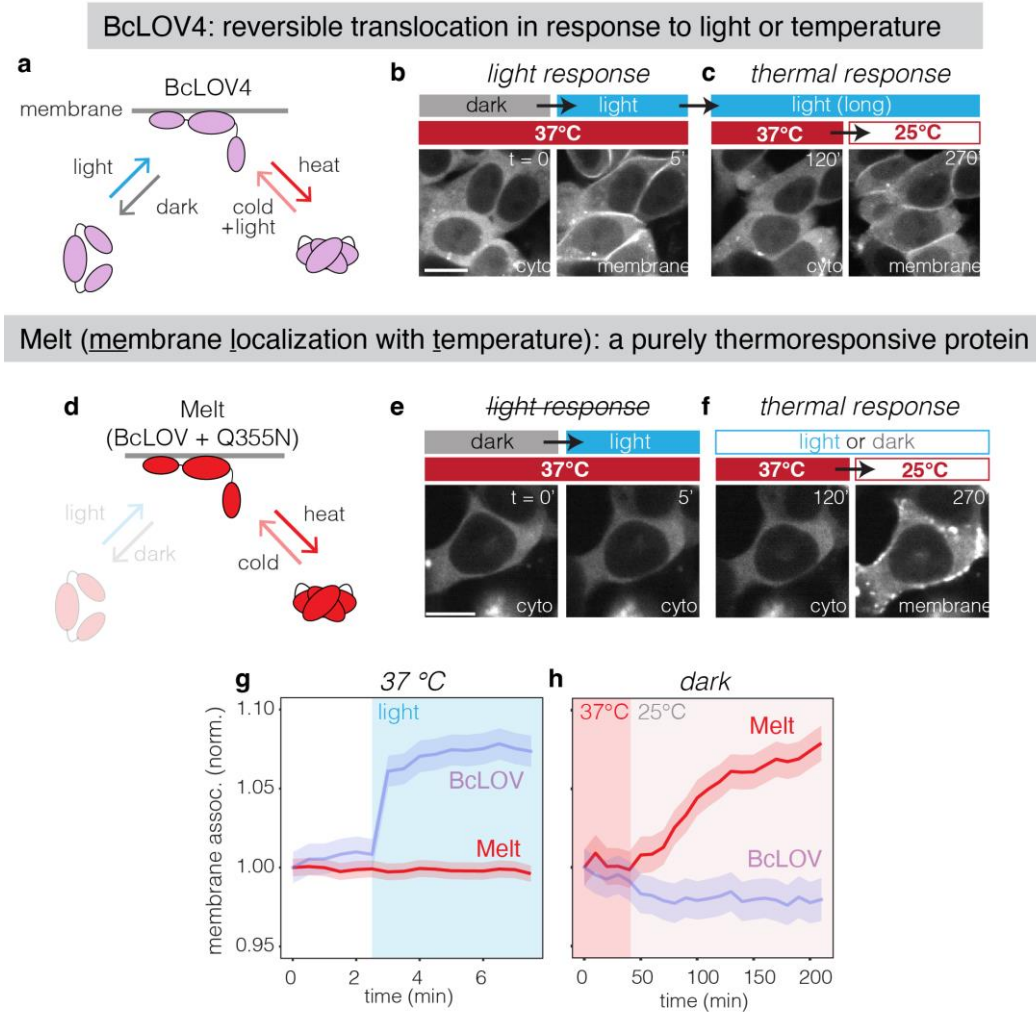 BcLOV4: reversible translocation in response to light or temperature
a
BcLOV4
membrane
light
dark
heat
cold
+light
b
light response
dark
light
37°C
t = 0
cyto
5'
membrane
c
thermal response
light (long)
37°C
25°C
120'
cyto
270'
membrane
Melt (membrane localization with temperature): a purely thermoresponsive protein
d
Melt
(BcLOV + Q355N)
light
dark
heat
cold
e
light response
dark
light
37°C
t = 0'
cyto
5'
cyto
f
thermal response
light or dark
37°C
25°C
120'
cyto
270'
membrane
g
37 °C
light
BcLOV
Melt
membrane assoc. (norm.)
1.10
1.05
1.00
0.95
0
2
4
6
time (min)
h
dark
37°C
25°C
Melt
BcLOV
0
50
100
150
200
time (min)